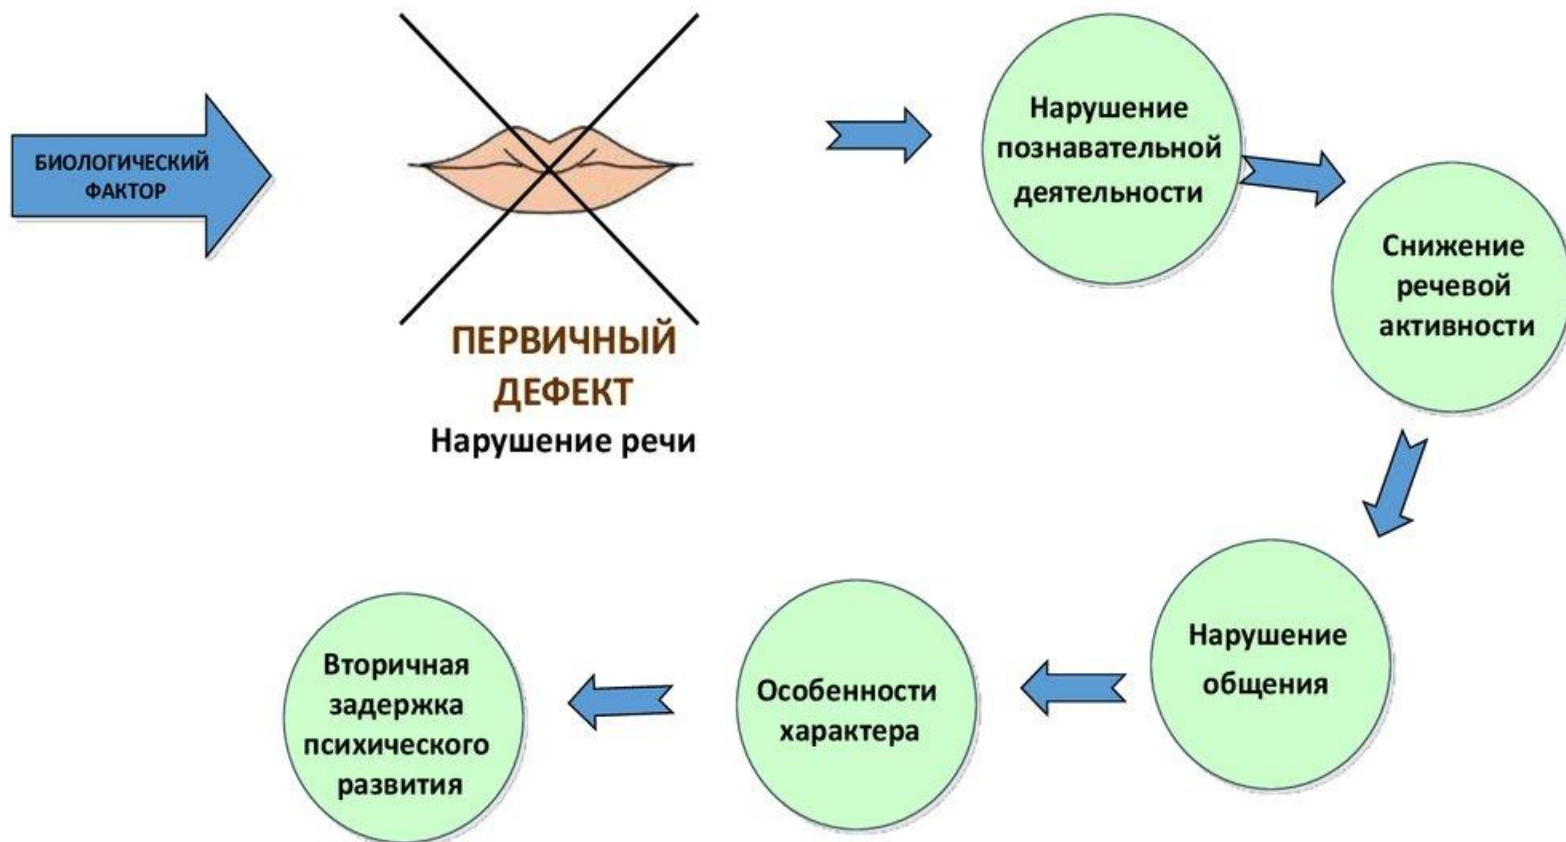 БИОЛОГИЧЕСКИЙ
ФАКТОР
ПЕРВИЧНЫЙ
ДЕФЕКТ
Нарушение речи
Нарушение
познавательной
деятельности
Снижение
речевой
активности
Нарушение
общения
Особенности
характера
Вторичная
задержка
психического
развития